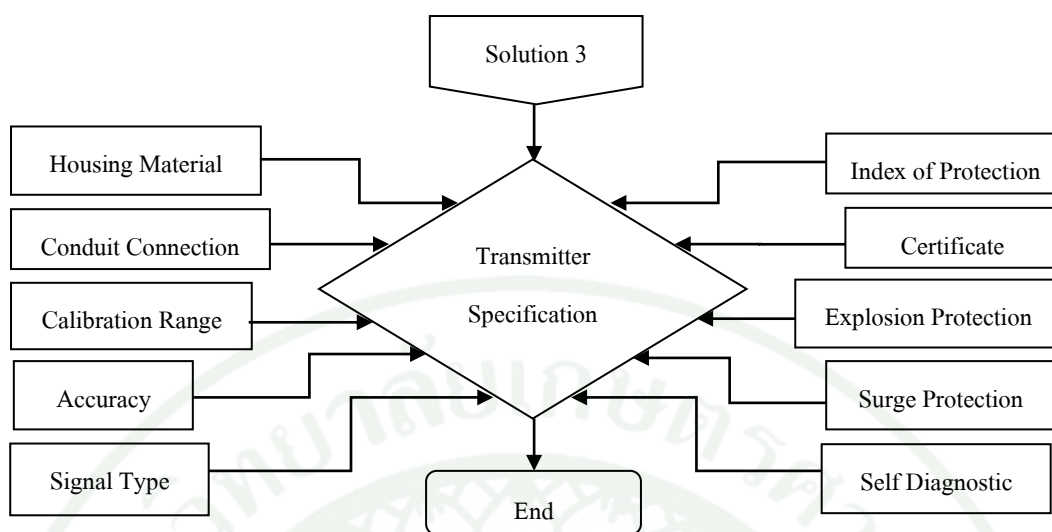 Solution 3
Housing Material
Index of Protection
Conduit Connection
Certificate
Transmitter
Specification
Calibration Range
Explosion Protection
Accuracy
Surge Protection
Signal Type
Self Diagnostic
End